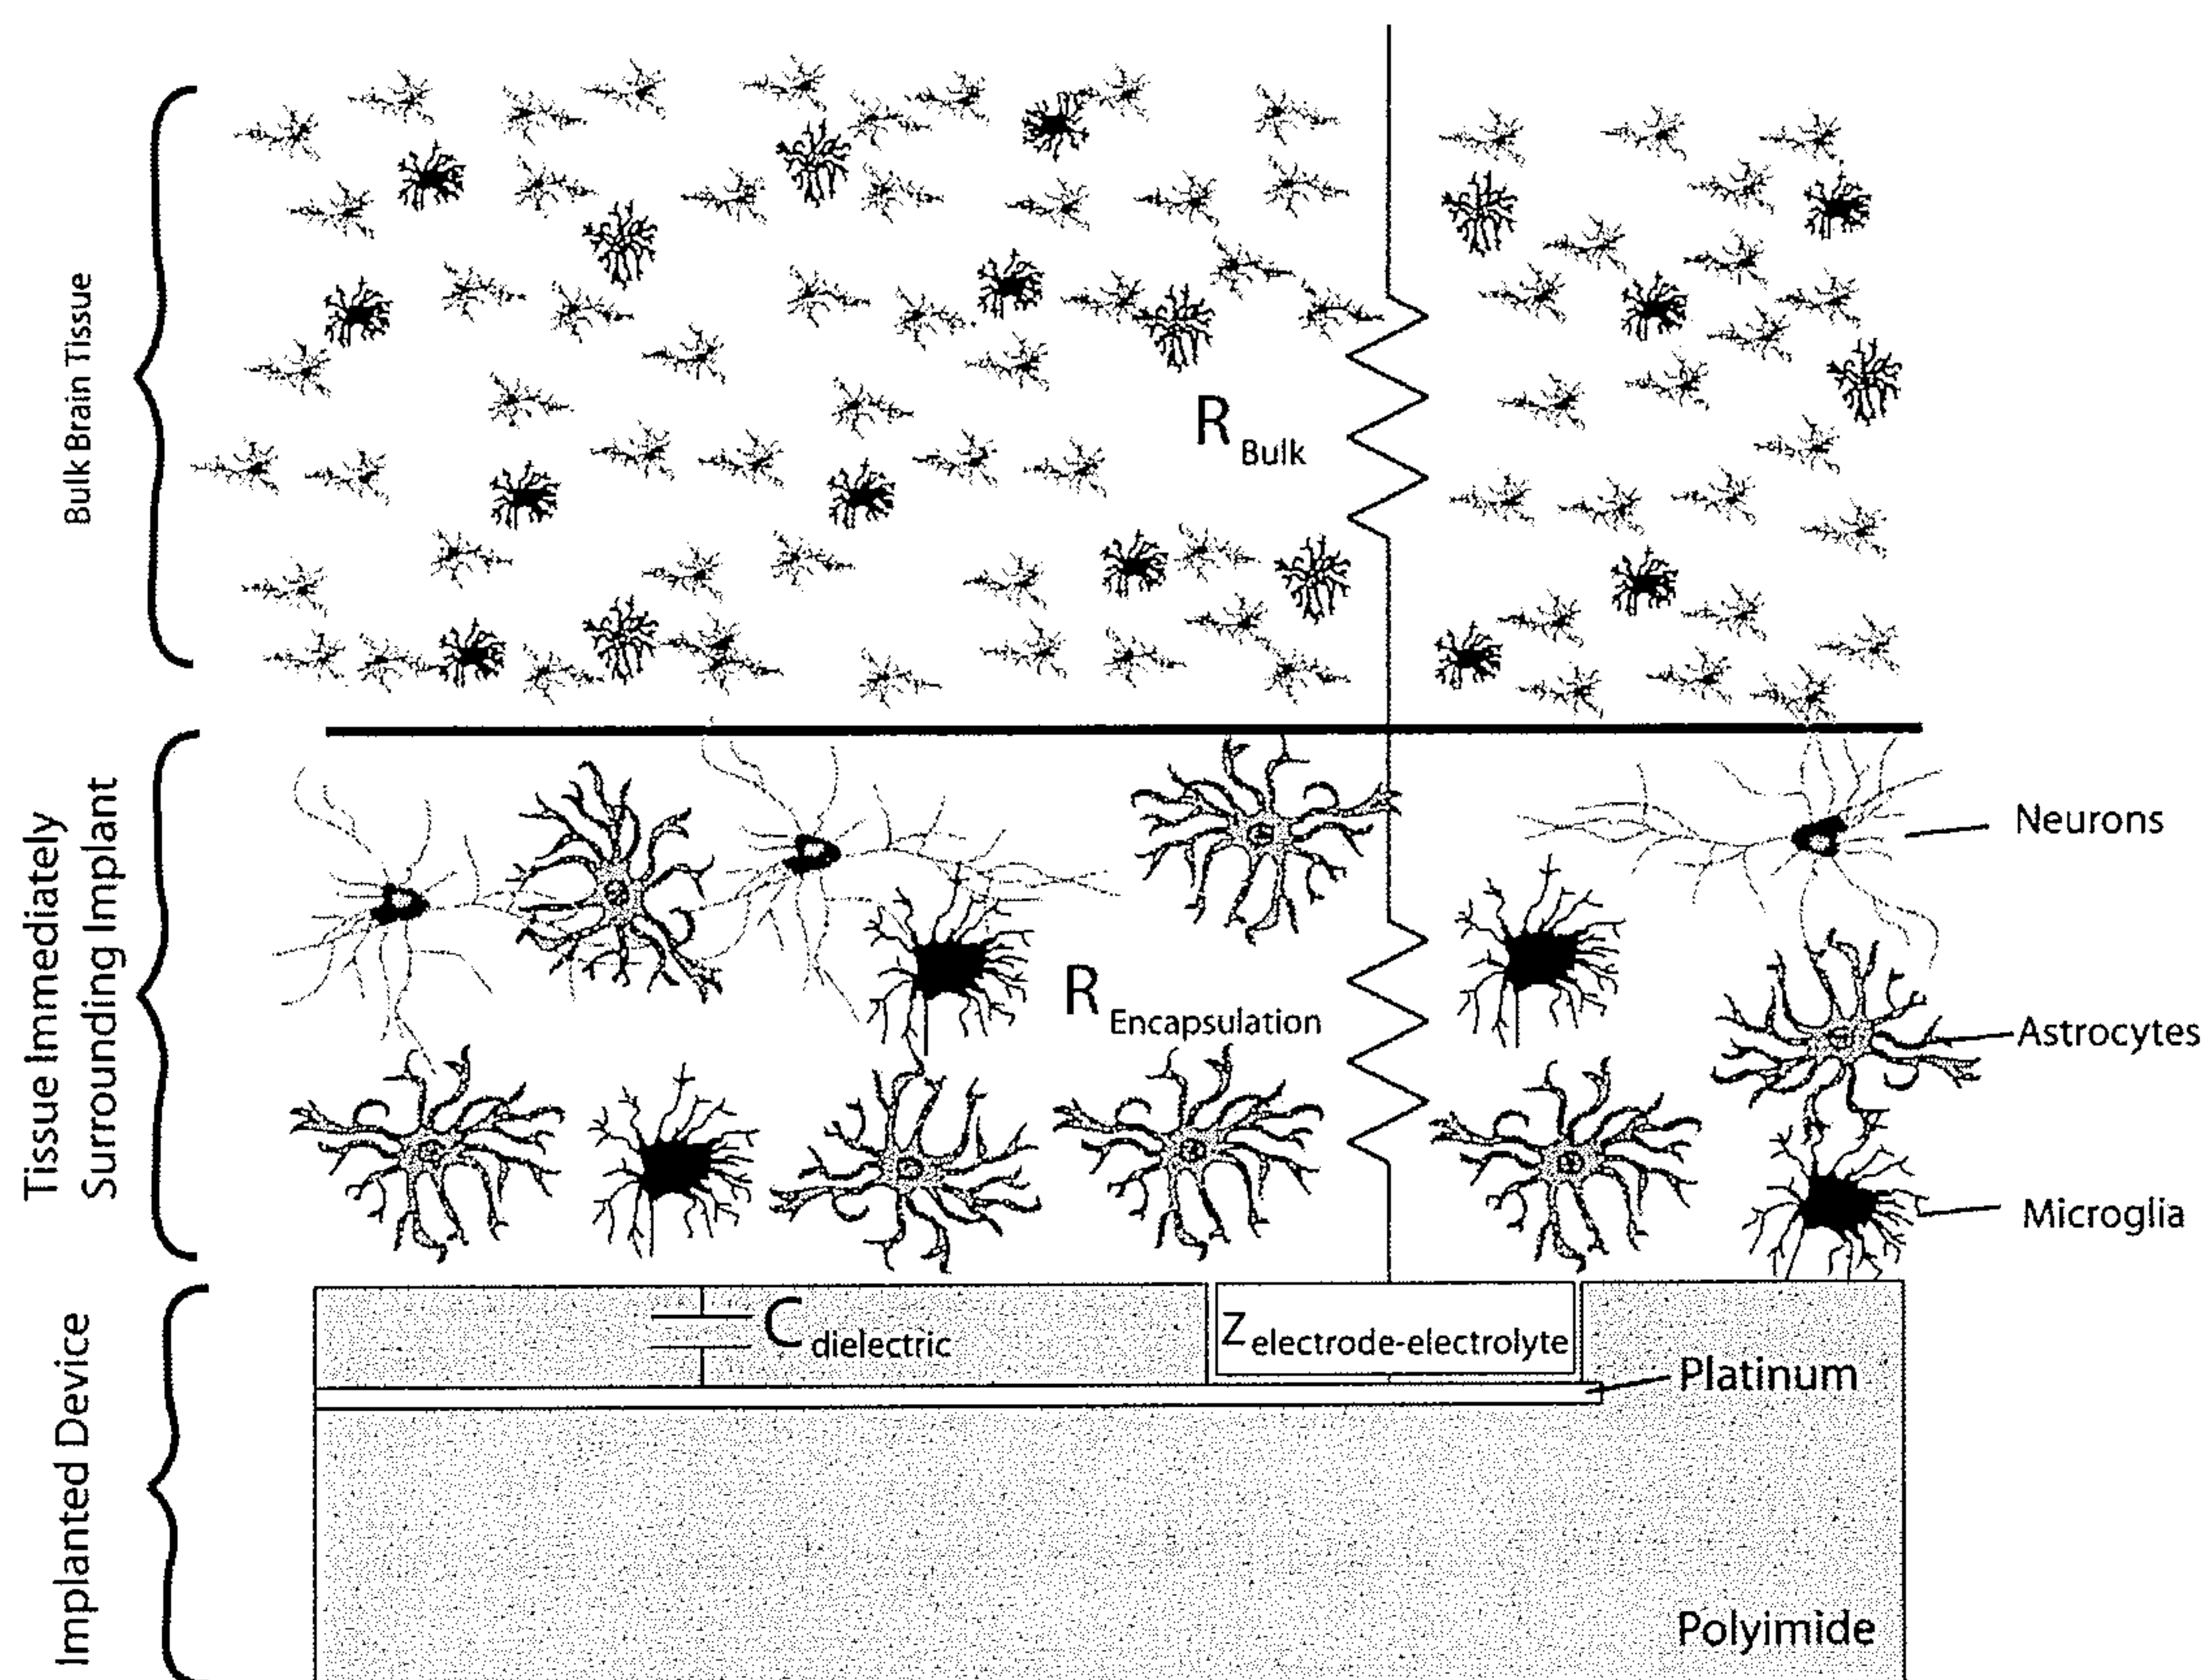 Bulk Brain Tissue
R Bulk
Tissue Immediately
Surrounding Implant
Neurons
R Encapsulation
Astrocytes
Microglia
Implanted Device
C dielectric
Z electrode-electrolyte
Platinum
Polyimide